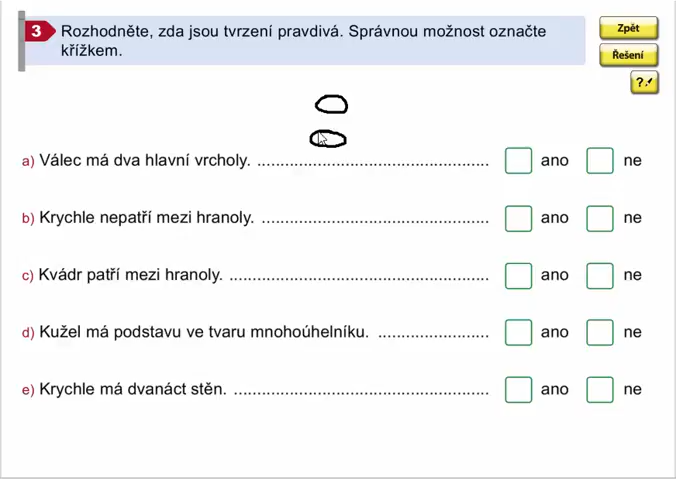 3 Rozhodněte, zda jsou tvrzení pravdivá. Správnou možnost označte
křížkem.
Zpět
Řešení
?
a) Válec má dva hlavní vrcholy. .................................................. ano ne
b) Krychle nepatří mezi hranoly. ................................................. ano ne
c) Kvádr patří mezi hranoly. ........................................................ ano ne
d) Kužel má podstavu ve tvaru mnohoúhelníku. ........................ ano ne
e) Krychle má dvanáct stěn. ....................................................... ano ne